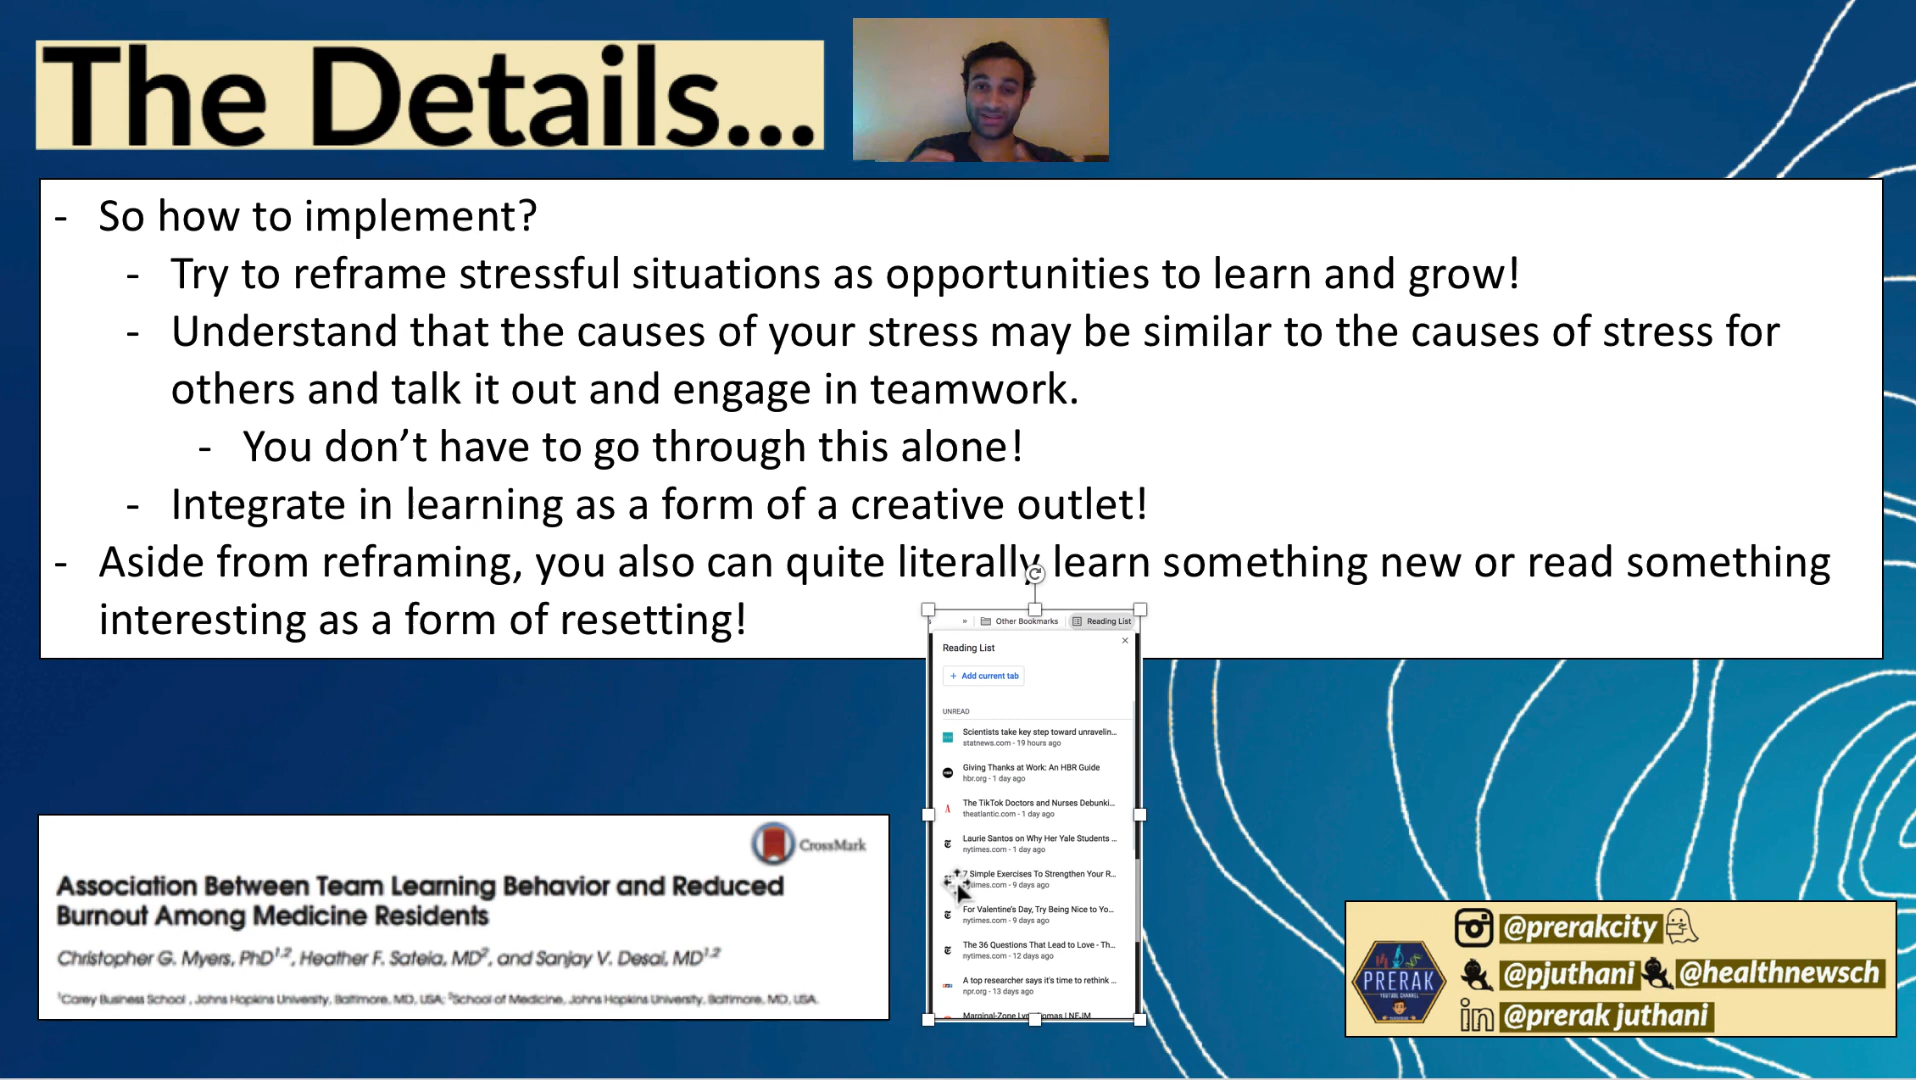 The Details...
- So how to implement?
- Try to reframe stressful situations as opportunities to learn and grow!
- Understand that the causes of your stress may be similar to the causes of stress for
others and talk it out and engage in teamwork.
- You don't have to go through this alone!
- Integrate in learning as a form of a creative outlet!
- Aside from reframing, you also can quite literally learn something new or read something
interesting as a form of resetting!
» Other Bookmarks Reading List
Reading List
+ Add current tab
UNREAD
Scientists take key step toward unravelin...
statnews.com - 19 hours ago
Giving Thanks at Work: An HBR Guide
hbr.org - 1 day ago
The TikTok Doctors and Nurses Debunki...
theatlantic.com - 1 day ago
Laurie Santos on Why Her Yale Students ...
nytimes.com - 1 day ago
7 Simple Exercises To Strengthen Your R...
nytimes.com - 9 days ago
For Valentine's Day, Try Being Nice to Yo...
nytimes.com - 9 days ago
The 36 Questions That Lead to Love - Th...
nytimes.com - 12 days ago
A top researcher says it's time to rethink ...
npr.org - 13 days ago
Marginal-Zone | NEJM
CrossMark
Association Between Team Learning Behavior and Reduced
Burnout Among Medicine Residents
Christopher G. Myers, PhD1,2, Heather F. Sateia, MD2, and Sanjay V. Desai, MD1,2
1Carey Business School, Johns Hopkins University, Baltimore, MD, USA; 2School of Medicine, Johns Hopkins University, Baltimore, MD, USA.
PRERAK
YOUTUBE CHANNEL
@prerakcity
@pjuthani @healthnewsch
in @prerak juthani